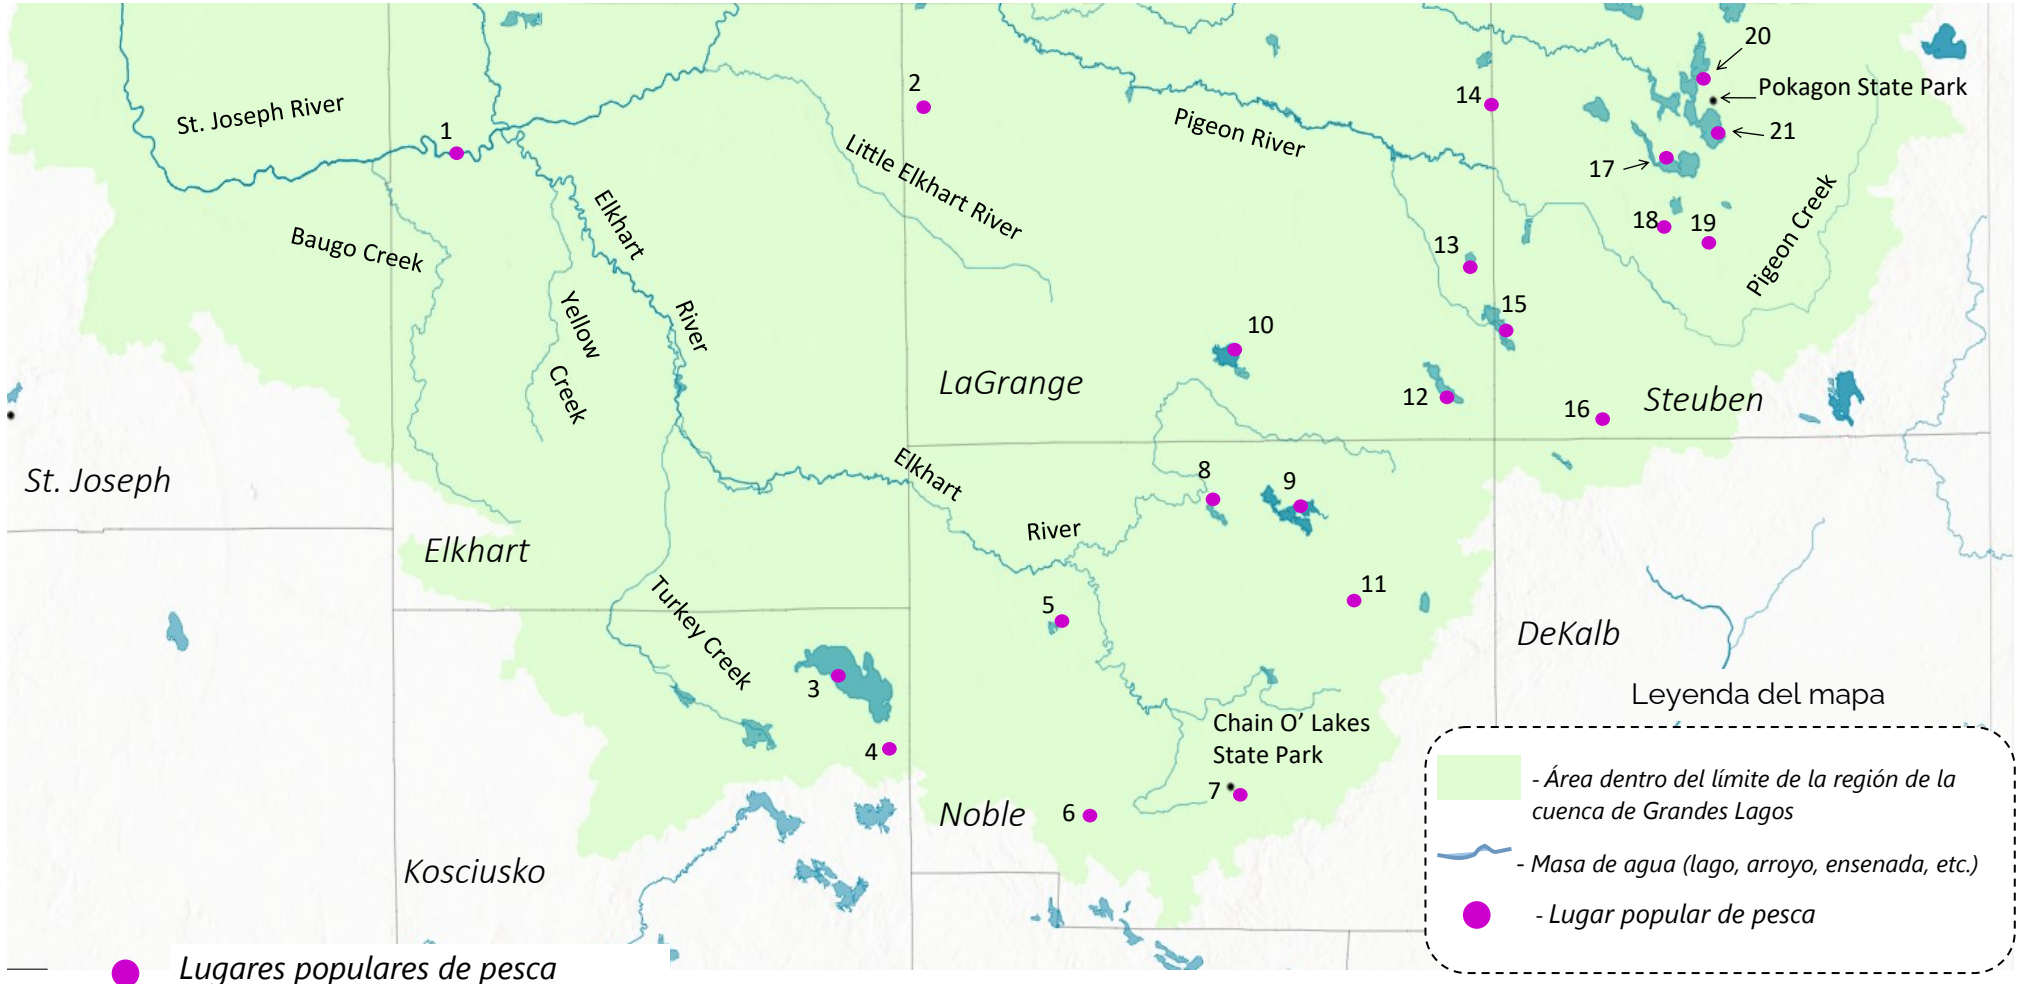 20
Pokagon State Park
2
14
St. Joseph River
1
Pigeon River
21
Little Elkhart River
17
Elkhart
River
Baugo Creek
18
19
Pigeon Creek
13
Yellow
Creek
15
10
LaGrange
12
16
Steuben
St. Joseph
Elkhart
River
8
9
Elkhart
Turkey Creek
5
11
DeKalb
3
4
Chain O’ Lakes
State Park
7
6
Noble
Kosciusko
Leyenda del mapa
- Área dentro del límite de la región de la
cuenca de Grandes Lagos
- Masa de agua (lago, arroyo, ensenada, etc.)
- Lugar popular de pesca
Lugares populares de pesca